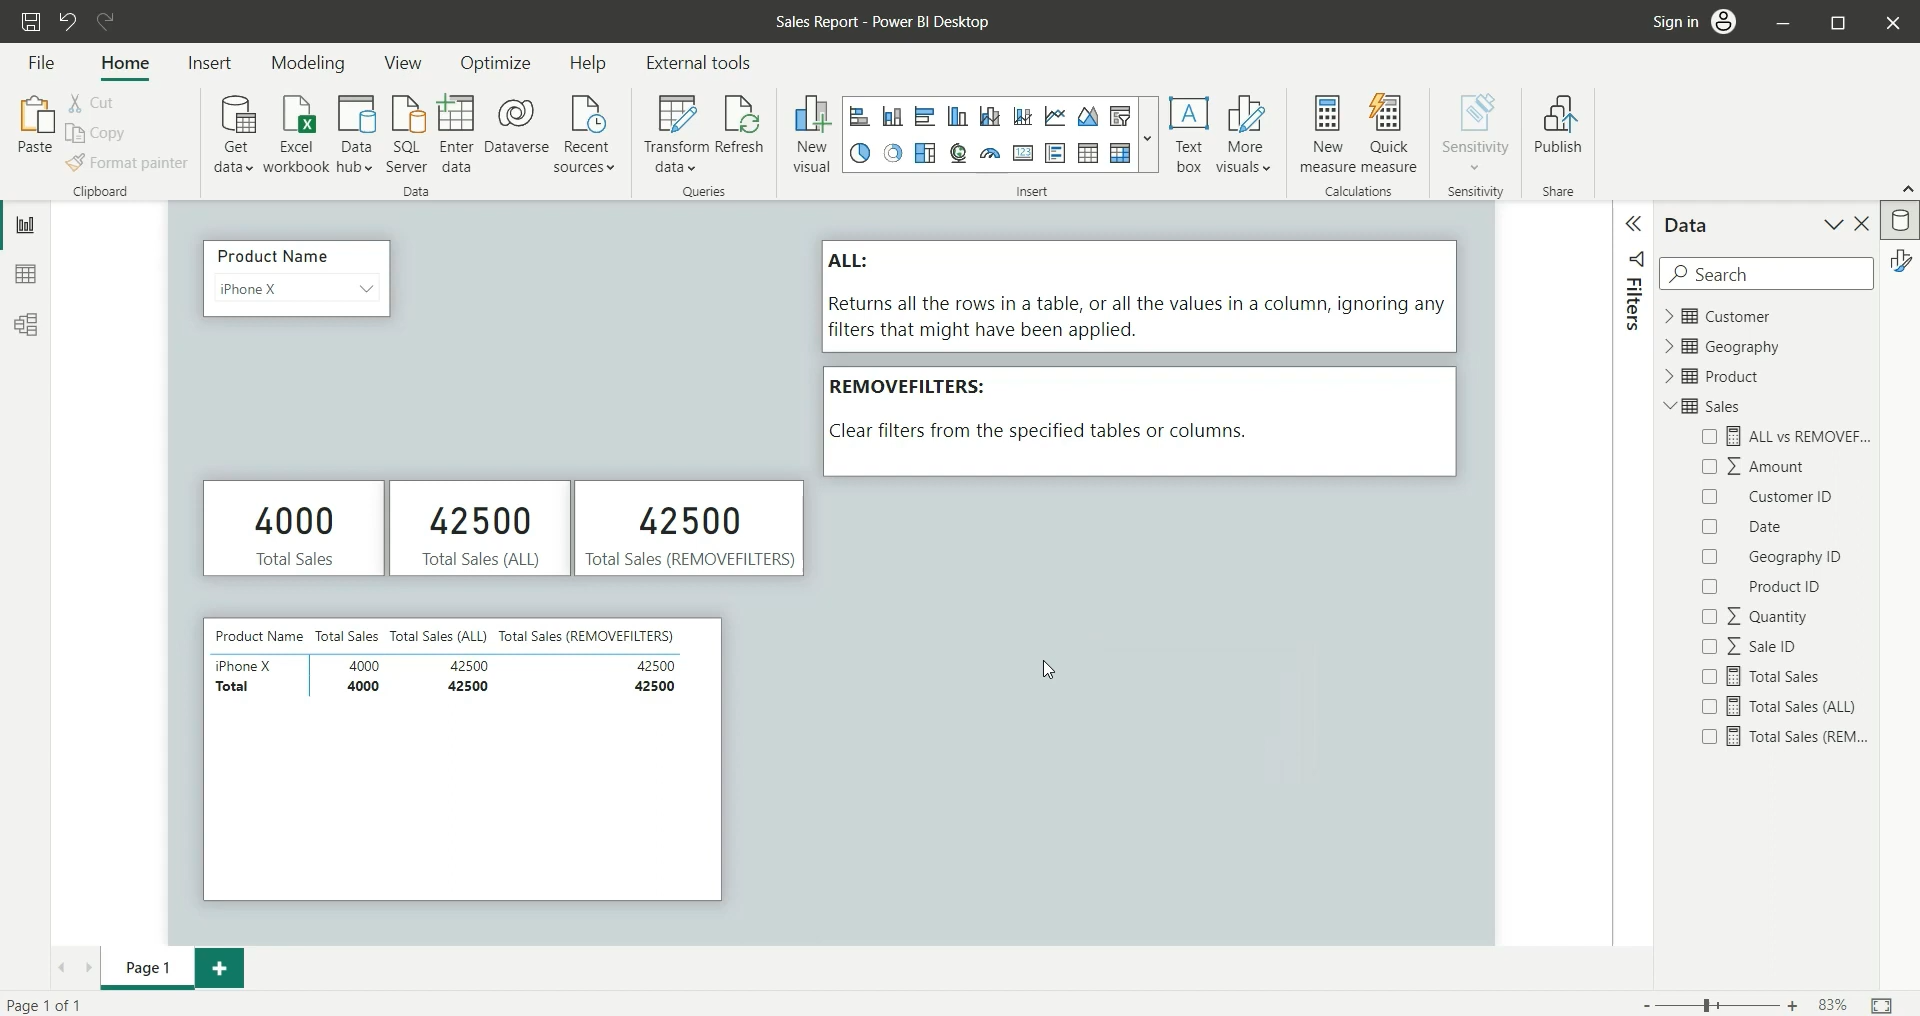 Sales Report - Power BI Desktop
Sign in
File Home Insert Modeling View Optimize Help External tools
Paste
Cut
Copy
Format painter
Clipboard
Get data
Excel workbook
Data hub
SQL Server
Enter data
Dataverse
Recent sources
Data
Transform data
Refresh
Queries
New visual
Insert
A
123
Text box
More visuals
New measure
Quick measure
Calculations
Sensitivity
Sensitivity
Publish
Share
Product Name
iPhone X
ALL:
Returns all the rows in a table, or all the values in a column, ignoring any
filters that might have been applied.
REMOVEFILTERS:
Clear filters from the specified tables or columns.
4000
Total Sales
42500
Total Sales (ALL)
42500
Total Sales (REMOVEFILTERS)
Product Name Total Sales Total Sales (ALL) Total Sales (REMOVEFILTERS)
iPhone X 4000 42500 42500
Total 4000 42500 42500
Filters
Data
Search
Customer
Geography
Product
Sales
ALL vs REMOVEF...
Amount
Customer ID
Date
Geography ID
Product ID
Quantity
Sale ID
Total Sales
Total Sales (ALL)
Total Sales (REM...
Page 1
+
Page 1 of 1
- + 83%